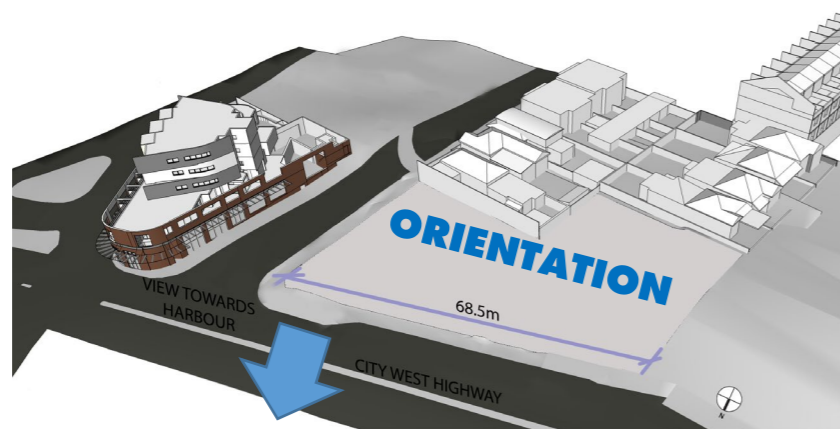 ORIENTATION
68.5m
VIEW TOWARDS
HARBOUR
CITY WEST HIGHWAY
N